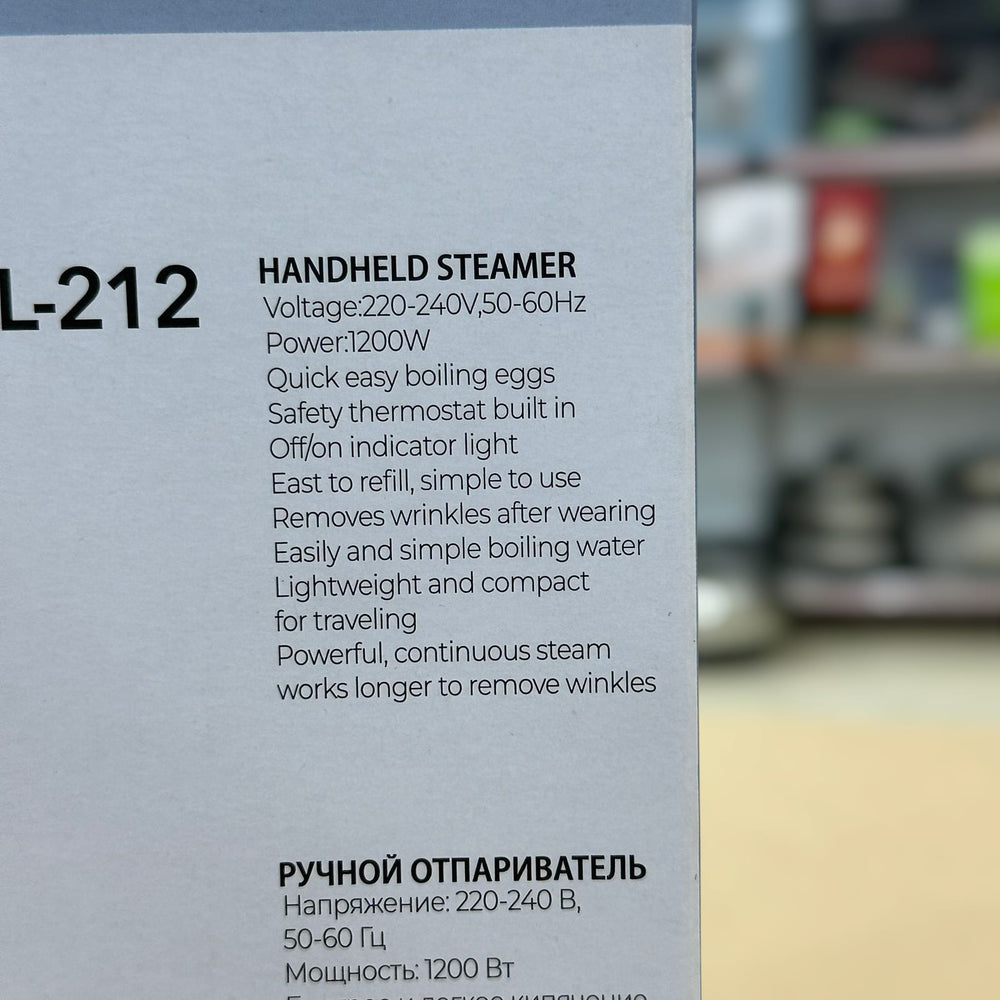 L-212
HANDHELD STEAMER
Voltage:220-240V,50-60Hz
Power:1200W
Quick easy boiling eggs
Safety thermostat built in
Off/on indicator light
East to refill, simple to use
Removes wrinkles after wearing
Easily and simple boiling water
Lightweight and compact
for traveling
Powerful, continuous steam
works longer to remove winkles
РУЧНОЙ ОТПАРИВАТЕЛЬ
Напряжение: 220-240 В,
50-60 Гц
Мощность: 1200 Вт